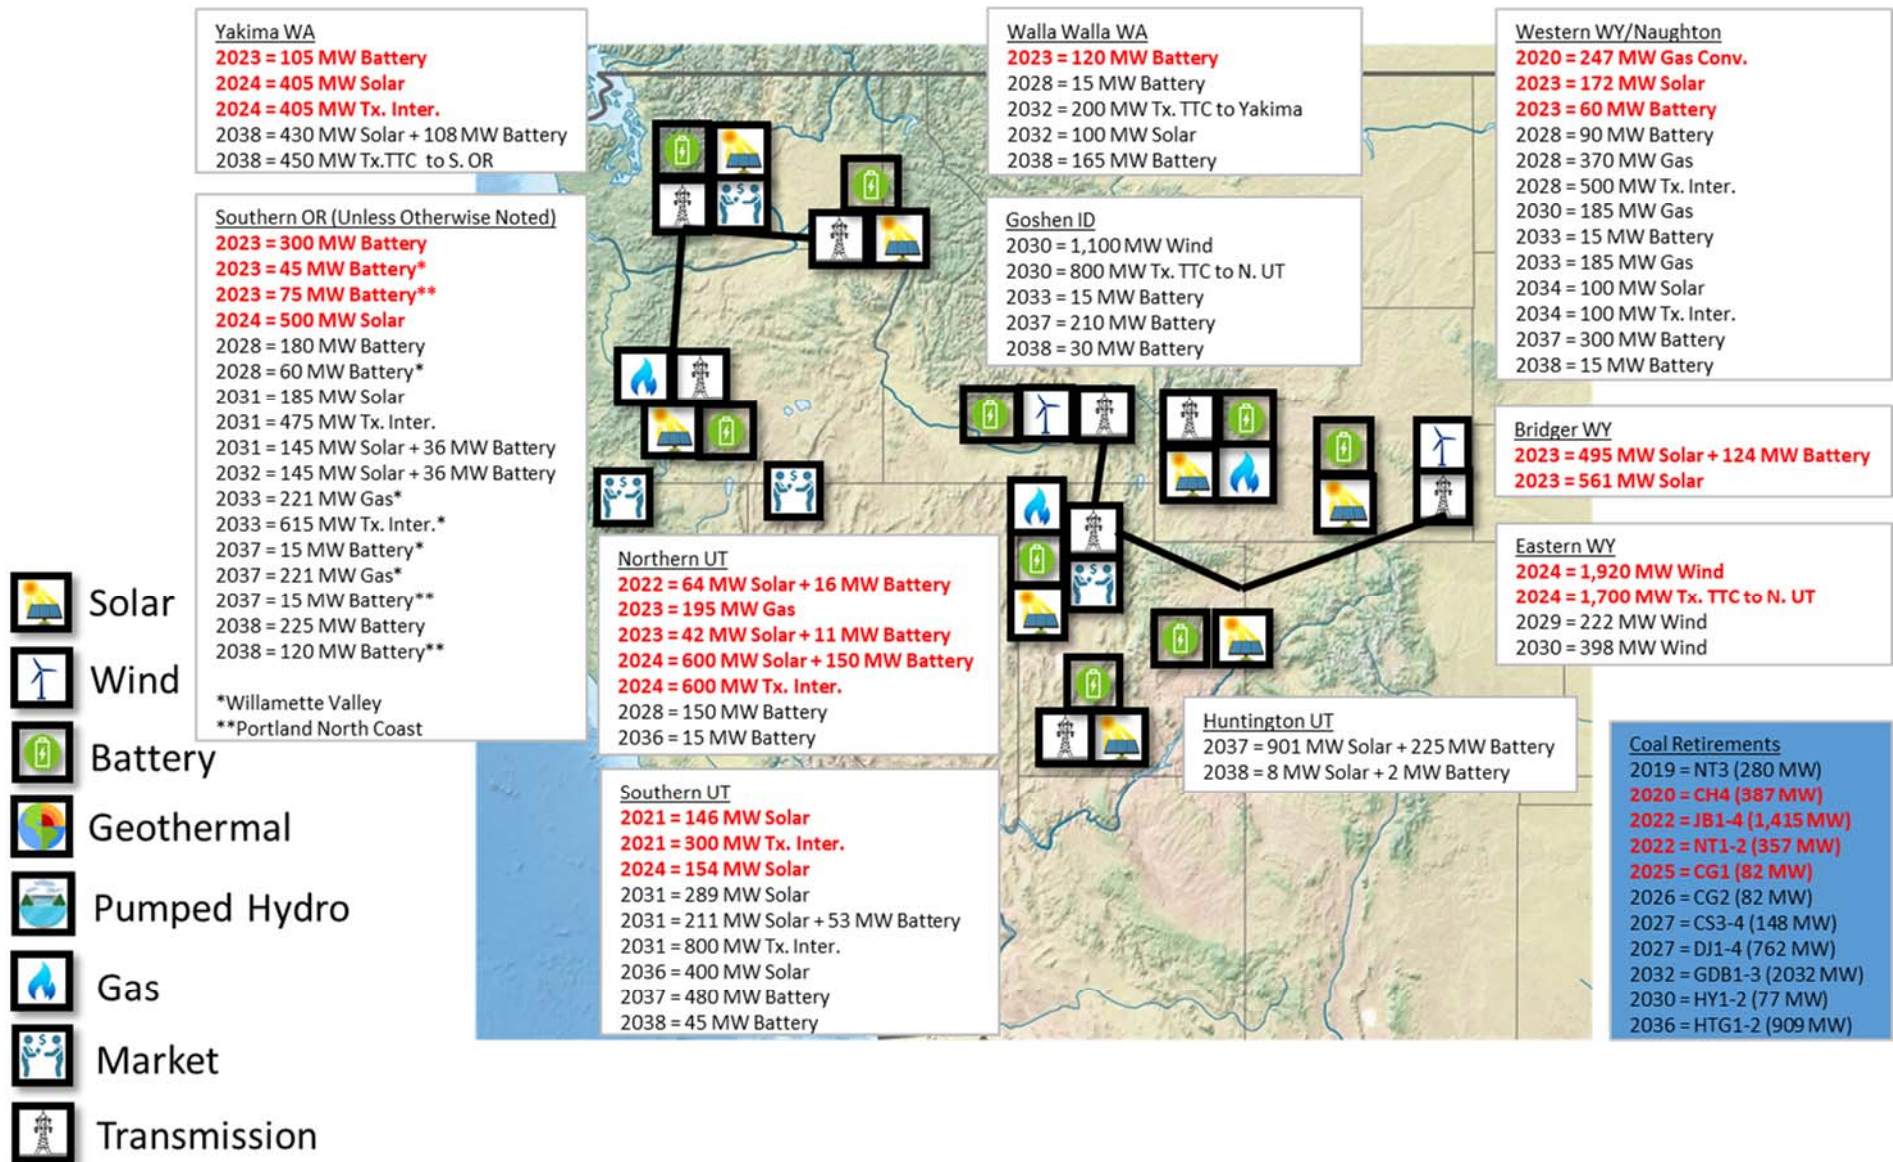 Yakima WA
2023 = 105 MW Battery
2024 = 405 MW Solar
2024 = 405 MW Tx. Inter.
2038 = 430 MW Solar + 108 MW Battery
2038 = 450 MW Tx.TTC to S. OR
Southern OR (Unless Otherwise Noted)
2023 = 300 MW Battery
2023 = 45 MW Battery*
2023 = 75 MW Battery**
2024 = 500 MW Solar
2028 = 180 MW Battery
2028 = 60 MW Battery*
2031 = 185 MW Solar
2031 = 475 MW Tx. Inter.
2031 = 145 MW Solar + 36 MW Battery
2032 = 145 MW Solar + 36 MW Battery
2033 = 221 MW Gas*
2033 = 615 MW Tx. Inter.*
2037 = 15 MW Battery*
2037 = 221 MW Gas*
2037 = 15 MW Battery**
2038 = 225 MW Battery
2038 = 120 MW Battery**
*Willamette Valley
**Portland North Coast
Walla Walla WA
2023 = 120 MW Battery
2028 = 15 MW Battery
2032 = 200 MW Tx. TTC to Yakima
2032 = 100 MW Solar
2038 = 165 MW Battery
Goshen ID
2030 = 1,100 MW Wind
2030 = 800 MW Tx. TTC to N. UT
2033 = 15 MW Battery
2037 = 210 MW Battery
2038 = 30 MW Battery
Western WY/Naughton
2020 = 247 MW Gas Conv.
2023 = 172 MW Solar
2023 = 60 MW Battery
2028 = 90 MW Battery
2028 = 370 MW Gas
2028 = 500 MW Tx. Inter.
2030 = 185 MW Gas
2033 = 15 MW Battery
2033 = 185 MW Gas
2034 = 100 MW Solar
2034 = 100 MW Tx. Inter.
2037 = 300 MW Battery
2038 = 15 MW Battery
Bridger WY
2023 = 495 MW Solar + 124 MW Battery
2023 = 561 MW Solar
Eastern WY
2024 = 1,920 MW Wind
2024 = 1,700 MW Tx. TTC to N. UT
2029 = 222 MW Wind
2030 = 398 MW Wind
Northern UT
2022 = 64 MW Solar + 16 MW Battery
2023 = 195 MW Gas
2023 = 42 MW Solar + 11 MW Battery
2024 = 600 MW Solar + 150 MW Battery
2024 = 600 MW Tx. Inter.
2028 = 150 MW Battery
2036 = 15 MW Battery
Southern UT
2021 = 146 MW Solar
2021 = 300 MW Tx. Inter.
2024 = 154 MW Solar
2031 = 289 MW Solar
2031 = 211 MW Solar + 53 MW Battery
2031 = 800 MW Tx. Inter.
2036 = 400 MW Solar
2037 = 480 MW Battery
2038 = 45 MW Battery
Huntington UT
2037 = 901 MW Solar + 225 MW Battery
2038 = 8 MW Solar + 2 MW Battery
Coal Retirements
2019 = NT3 (280 MW)
2020 = CH4 (387 MW)
2022 = JB1-4 (1,415 MW)
2022 = NT1-2 (357 MW)
2025 = CG1 (82 MW)
2026 = CG2 (82 MW)
2027 = CS3-4 (148 MW)
2027 = DJ1-4 (762 MW)
2032 = GDB1-3 (2032 MW)
2030 = HY1-2 (77 MW)
2036 = HTG1-2 (909 MW)
Solar
Wind
Battery
Geothermal
Pumped Hydro
Gas
Market
Transmission